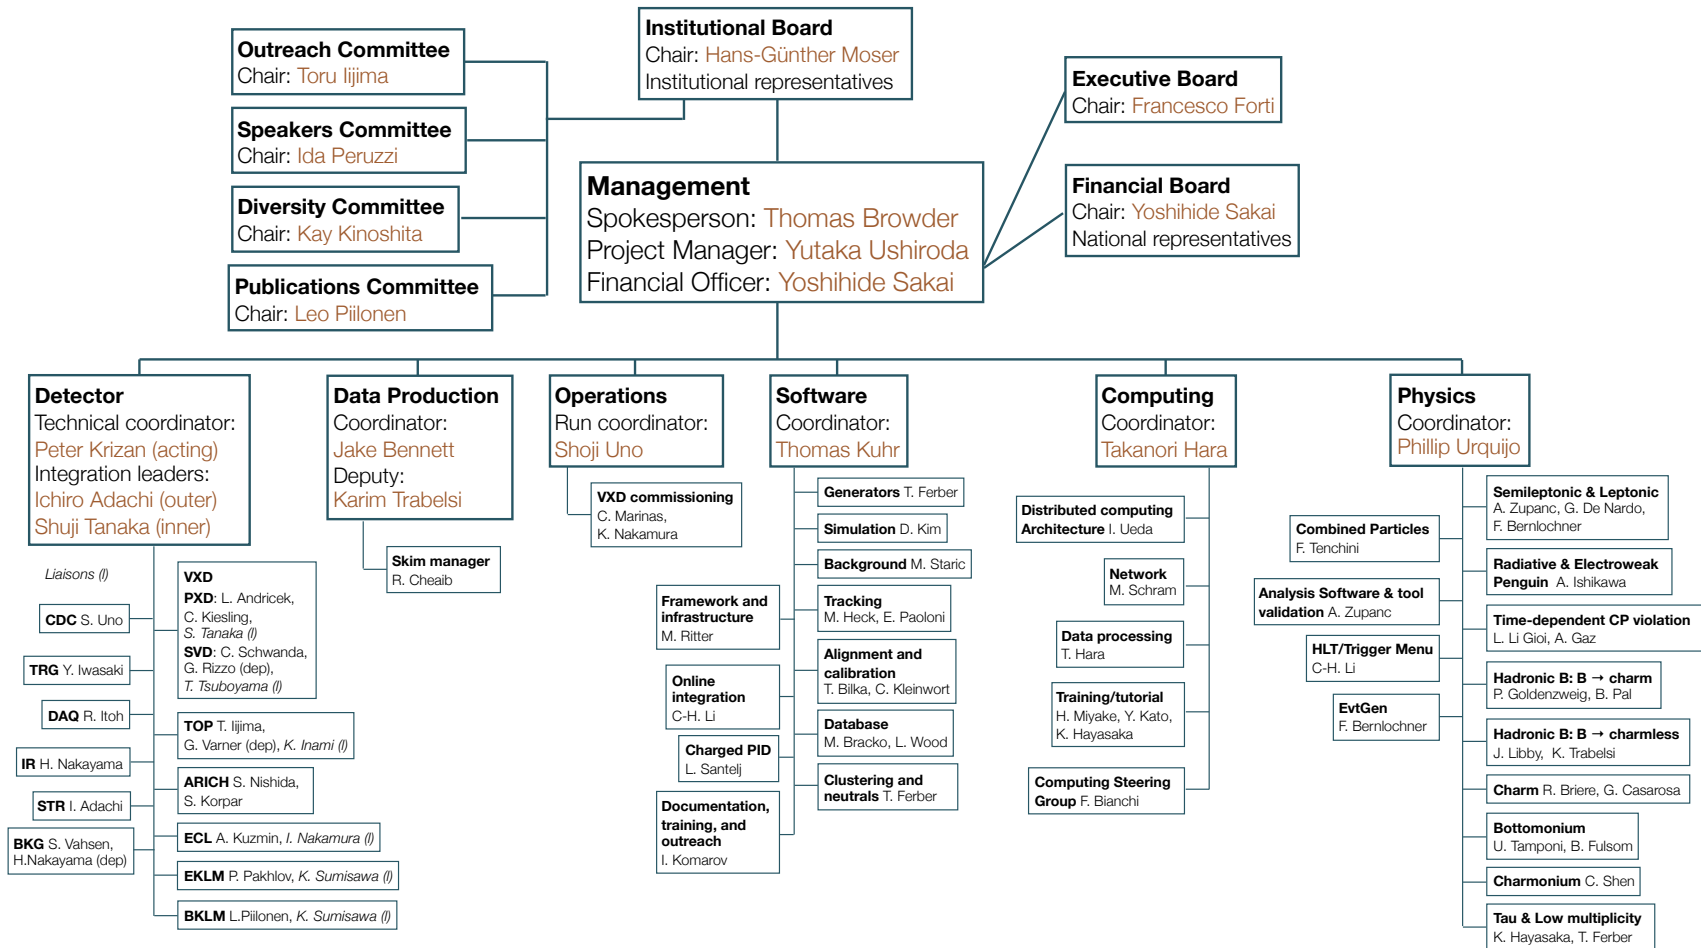 Institutional Board
Chair: Hans-Günther Moser
Institutional representatives
Outreach Committee
Chair: Toru Iijima
Speakers Committee
Chair: Ida Peruzzi
Diversity Committee
Chair: Kay Kinoshita
Publications Committee
Chair: Leo Piilonen
Executive Board
Chair: Francesco Forti
Financial Board
Chair: Yoshihide Sakai
National representatives
Management
Spokesperson: Thomas Browder
Project Manager: Yutaka Ushiroda
Financial Officer: Yoshihide Sakai
Detector
Technical coordinator:
Peter Krizan (acting)
Integration leaders:
Ichiro Adachi (outer)
Shuji Tanaka (inner)
Liaisons (l)
CDC S. Uno
TRG Y. Iwasaki
DAQ R. Itoh
IR H. Nakayama
STR I. Adachi
BKG S. Vahsen,
H.Nakayama (dep)
VXD
PXD: L. Andricek,
C. Kiesling,
S. Tanaka (l)
SVD: C. Schwanda,
G. Rizzo (dep),
T. Tsuboyama (l)
TOP T. Iijima,
G. Varner (dep), K. Inami (l)
ARICH S. Nishida,
S. Korpar
ECL A. Kuzmin, I. Nakamura (l)
EKLM P. Pakhlov, K. Sumisawa (l)
BKLM L.Piilonen, K. Sumisawa (l)
Data Production
Coordinator:
Jake Bennett
Deputy:
Karim Trabelsi
Skim manager
R. Cheaib
Operations
Run coordinator:
Shoji Uno
VXD commissioning
C. Marinas,
K. Nakamura
Software
Coordinator:
Thomas Kuhr
Generators T. Ferber
Simulation D. Kim
Background M. Staric
Tracking
M. Heck, E. Paoloni
Alignment and
calibration
T. Bilka, C. Kleinwort
Database
M. Bracko, L. Wood
Clustering and
neutrals T. Ferber
Framework and
infrastructure
M. Ritter
Online
integration
C-H. Li
Charged PID
L. Santelj
Documentation,
training, and
outreach
I. Komarov
Computing
Coordinator:
Takanori Hara
Distributed computing
Architecture I. Ueda
Network
M. Schram
Data processing
T. Hara
Training/tutorial
H. Miyake, Y. Kato,
K. Hayasaka
Computing Steering
Group F. Bianchi
Physics
Coordinator:
Phillip Urquijo
Combined Particles
F. Tenchini
Analysis Software & tool
validation A. Zupanc
HLT/Trigger Menu
C-H. Li
EvtGen
F. Bernlochner
Semileptonic & Leptonic
A. Zupanc, G. De Nardo,
F. Bernlochner
Radiative & Electroweak
Penguin A. Ishikawa
Time-dependent CP violation
L. Li Gioi, A. Gaz
Hadronic B: B → charm
P. Goldenzweig, B. Pal
Hadronic B: B → charmless
J. Libby, K. Trabelsi
Charm R. Briere, G. Casarosa
Bottomonium
U. Tamponi, B. Fulsom
Charmonium C. Shen
Tau & Low multiplicity
K. Hayasaka, T. Ferber